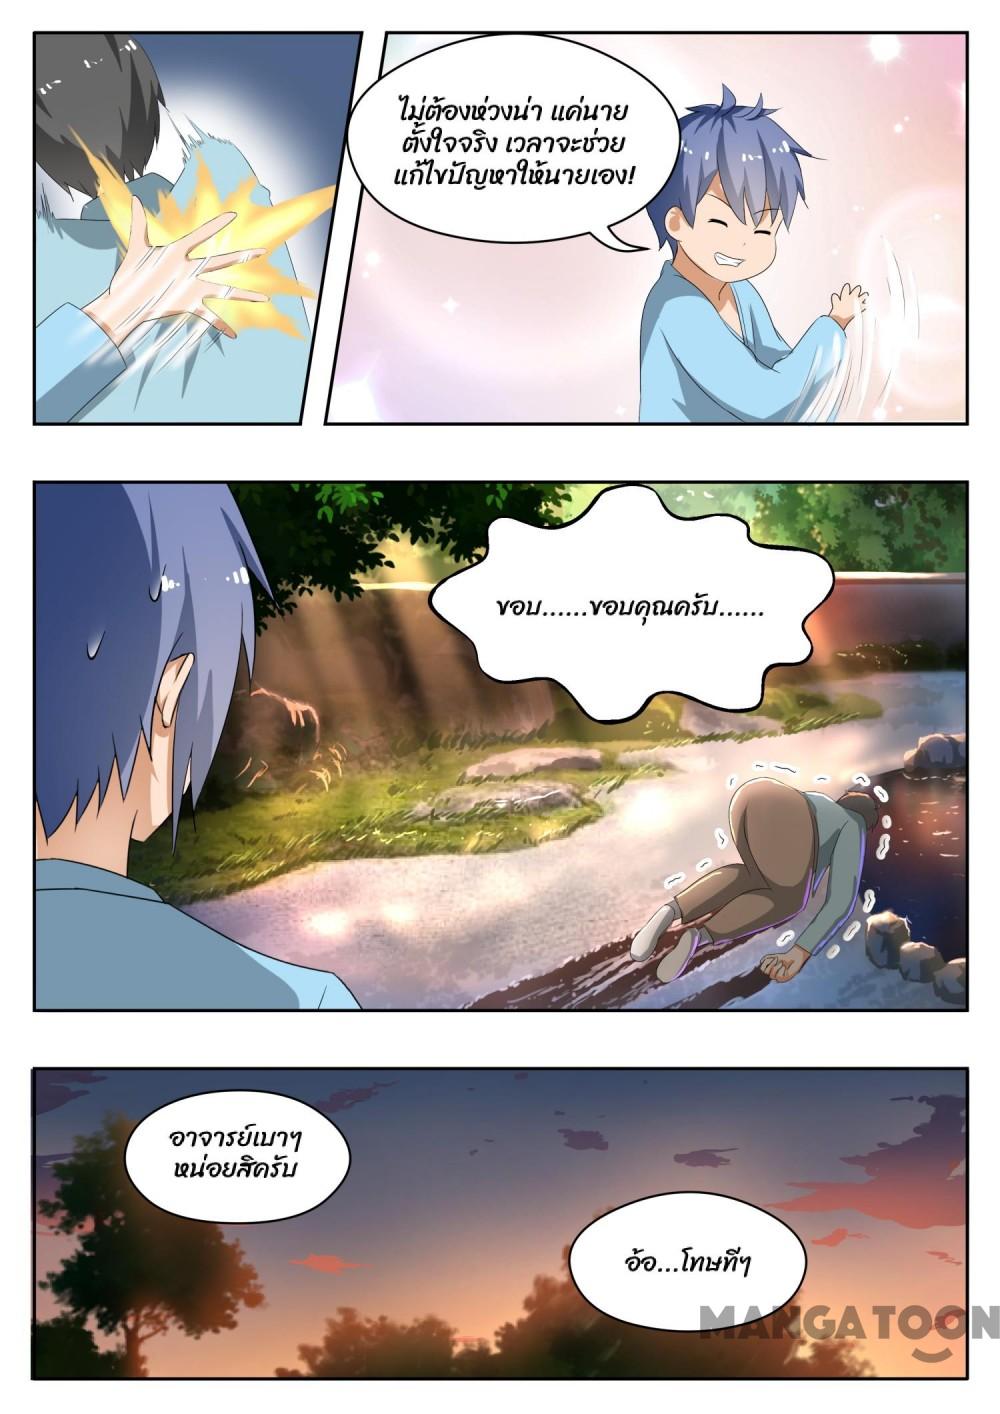 ไม่ต้องห่วงน่า แค่นาย
ตั้งใจจริง เวลาจะช่วย
แก้ไขปัญหาให้นายเอง!
ขอบ......ขอบคุณครับ......
อาจารย์เบาๆ
หน่อยสิครับ
อ้อ...โทษทีๆ
MANGATOON